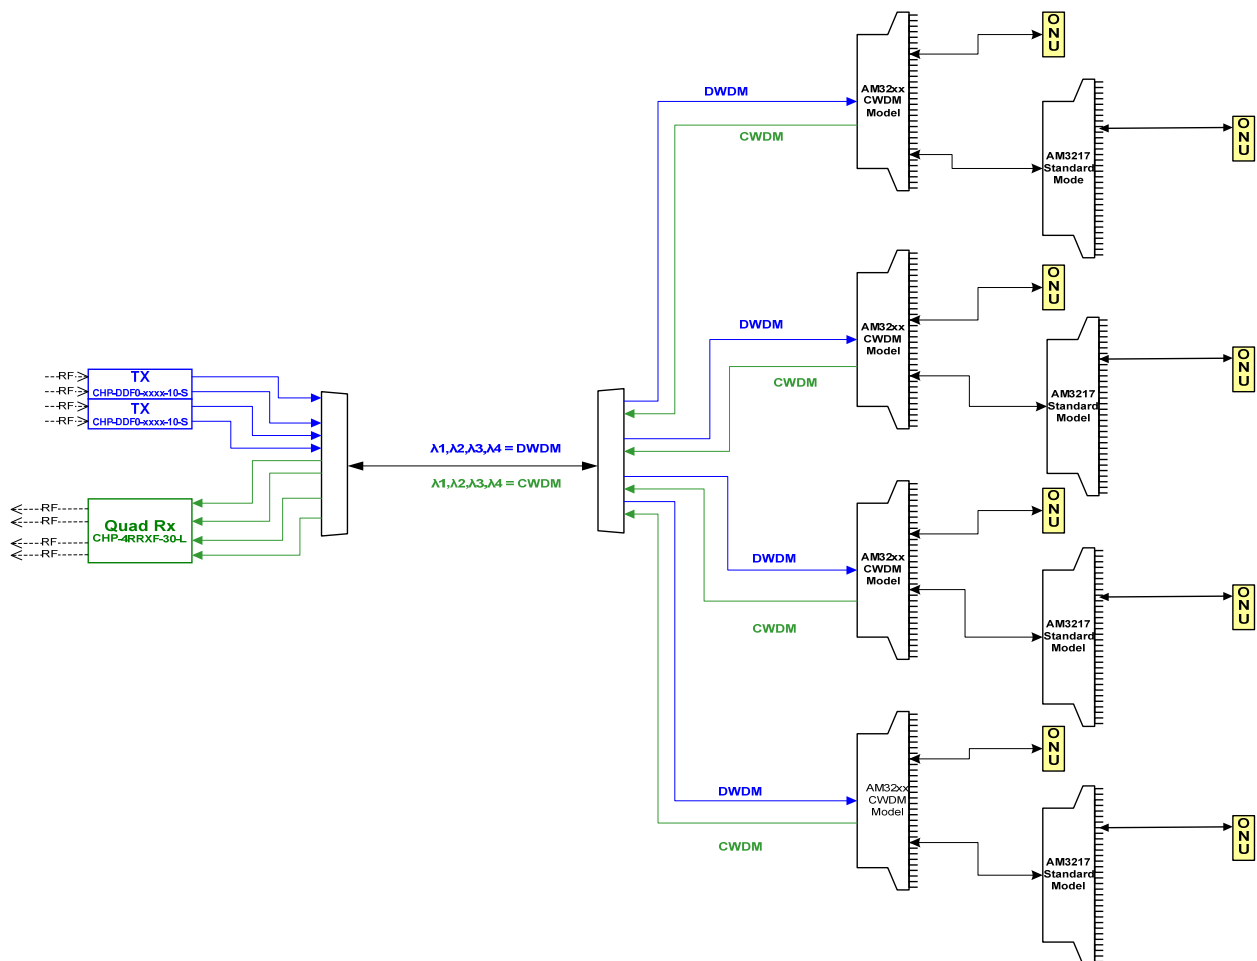 RF
RF
RF
RF
TX
CHP-DDF0-xxxx-10-S
TX
CHP-DDF0-xxxx-10-S
RF
RF
RF
RF
Quad Rx
CHP-4RRXF-30-L
λ1,λ2,λ3,λ4 = DWDM
λ1,λ2,λ3,λ4 = CWDM
DWDM
CWDM
AM32xx
CWDM
Model
O
N
U
AM3217
Standard
Mode
O
N
U
DWDM
CWDM
AM32xx
CWDM
Model
O
N
U
AM3217
Standard
Model
O
N
U
DWDM
CWDM
AM32xx
CWDM
Model
O
N
U
AM3217
Standard
Model
O
N
U
DWDM
CWDM
AM32xx
CWDM
Model
O
N
U
AM3217
Standard
Model
O
N
U